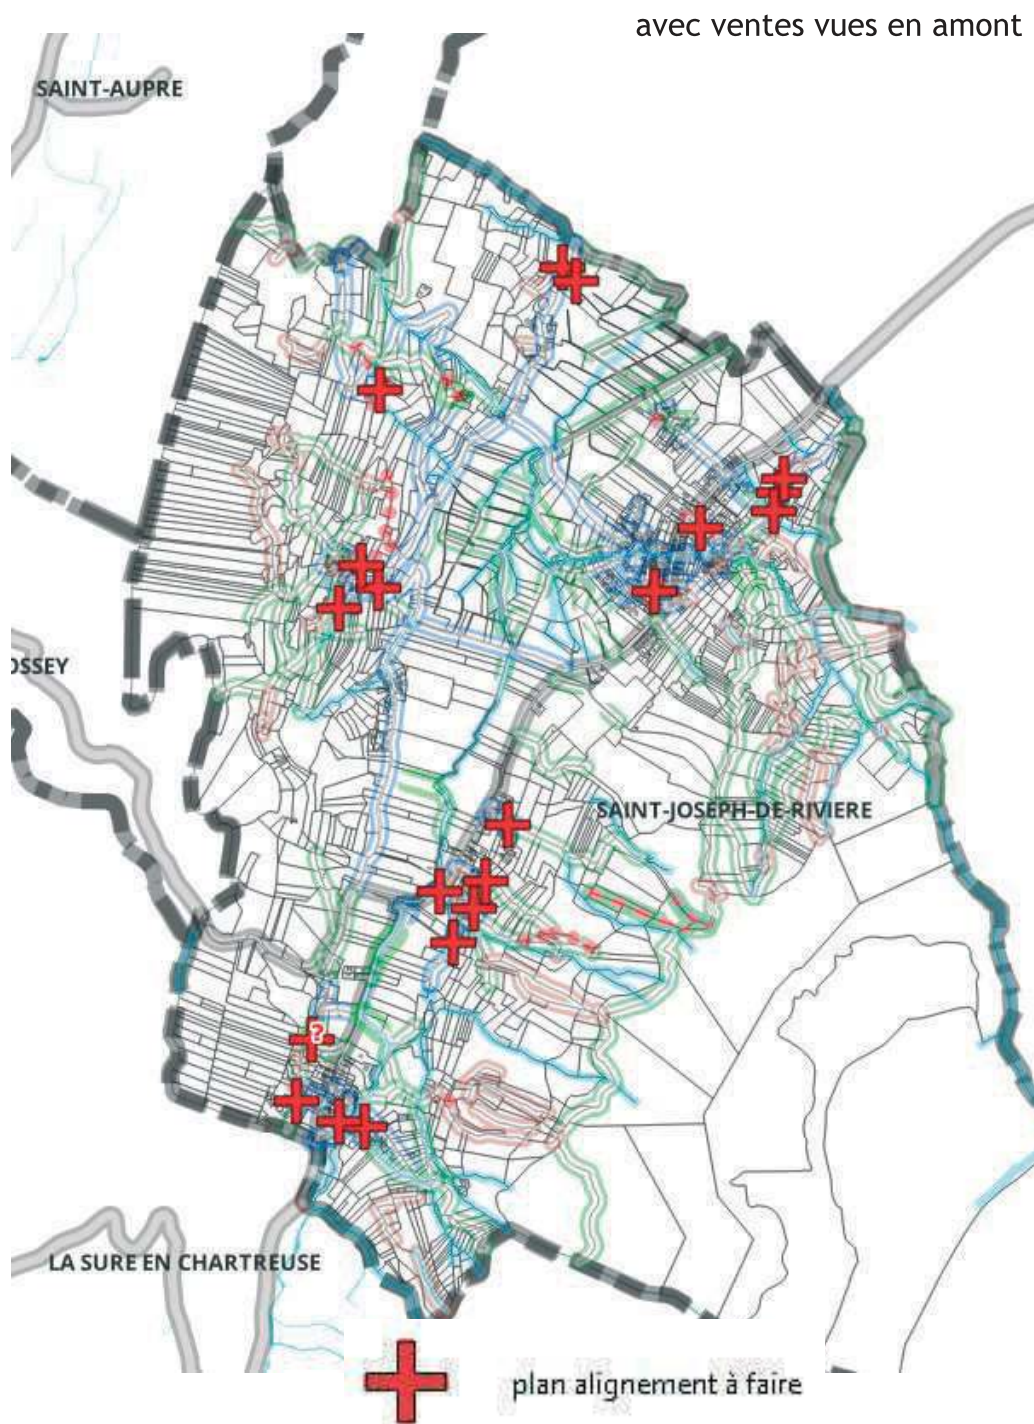 avec ventes vues en amont
SAINT-AUPRE
OSSEY
SAINT-JOSEPH-DE-RIVIERE
?
LA SURE EN CHARTREUSE
plan alignement à faire